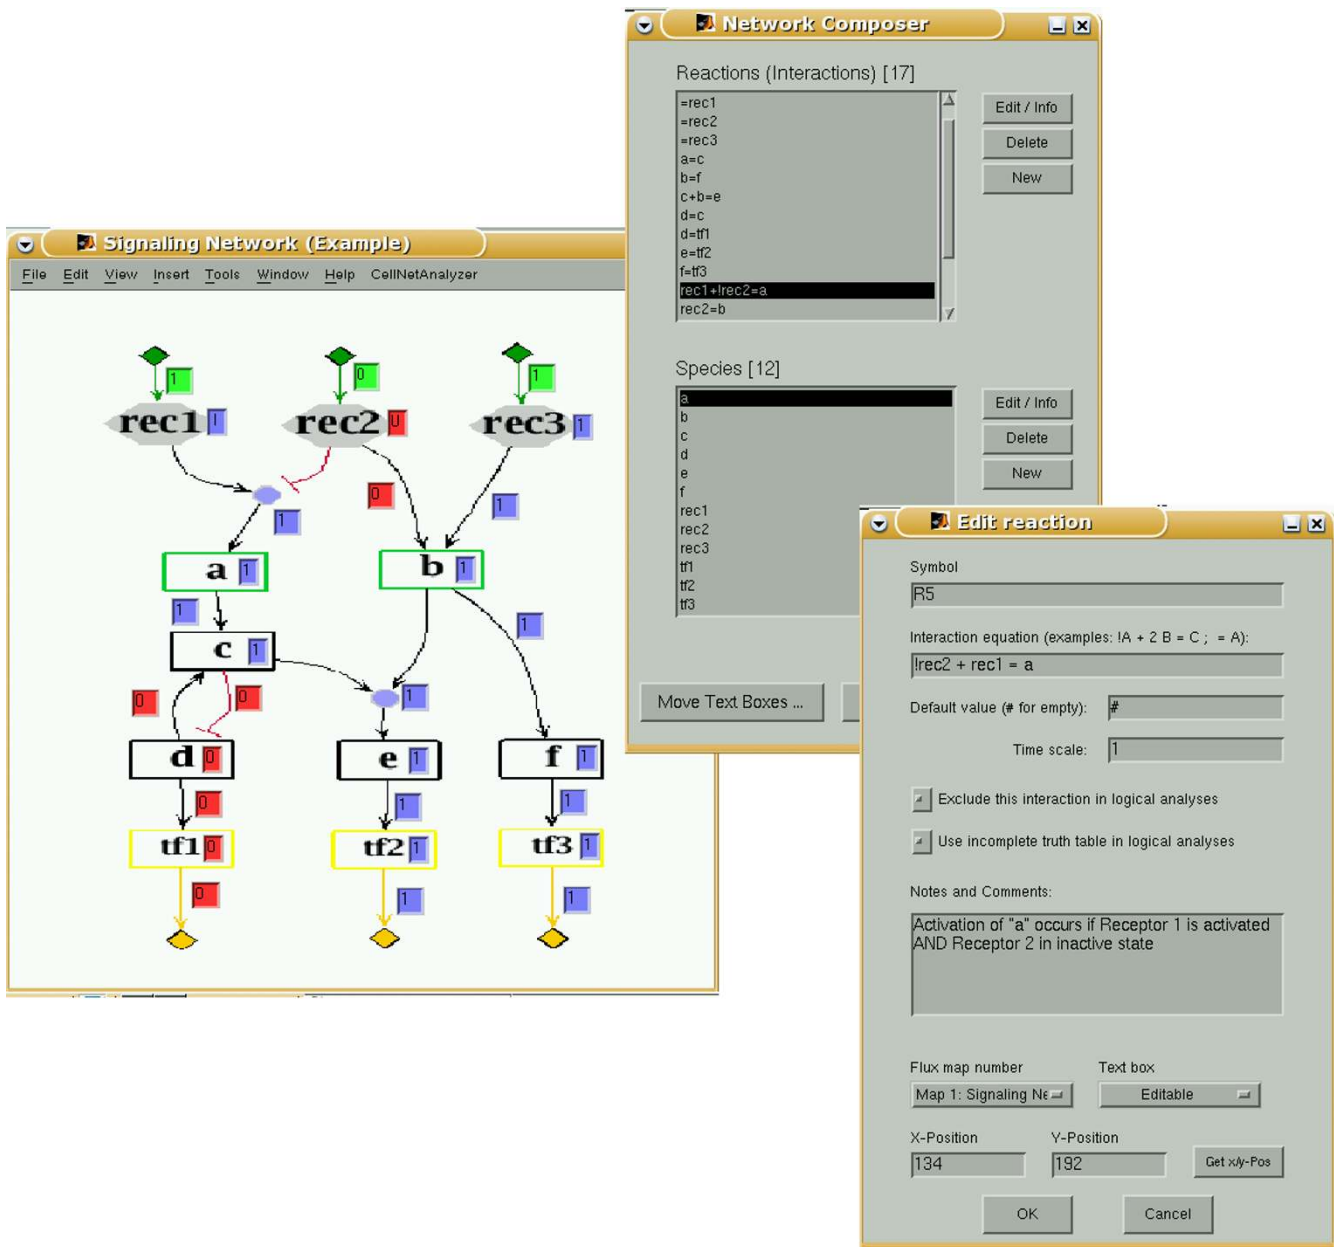 Network Composer
Reactions (Interactions) [17]
=rec1
=rec2
=rec3
a=c
b=f
c+b=e
d=c
d=tf1
e=tf2
f=tf3
rec1+!rec2=a
rec2=b
Edit / Info
Delete
New
Species [12]
a
b
c
d
e
f
rec1
rec2
rec3
tf1
tf2
tf3
Edit / Info
Delete
New
Move Text Boxes ...
Signaling Network (Example)
File Edit View Insert Tools Window Help CellNetAnalyzer
1 0 1
rec1 rec2 0 rec3 1
0 1
1
a 1 b 1
1 1
c 1
0 0 1
d 0 e 1 f 1
0 1 1
tf1 0 tf2 1 tf3 1
0 1 1
Edit reaction
Symbol
R5
Interaction equation (examples: !A + 2 B = C ; = A):
!rec2 + rec1 = a
Default value (# for empty):
#
Time scale:
1
Exclude this interaction in logical analyses
Use incomplete truth table in logical analyses
Notes and Comments:
Activation of "a" occurs if Receptor 1 is activated
AND Receptor 2 in inactive state
Flux map number Text box
Map 1: Signaling Ne Editable
X-Position Y-Position
134 192 Get x/y-Pos
OK Cancel